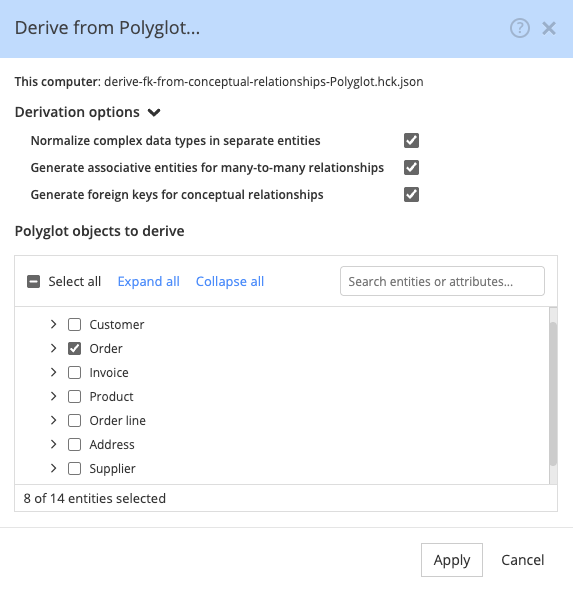 Derive from Polyglot...
This computer: derive-fk-from-conceptual-relationships-Polyglot.hck.json
Derivation options
Normalize complex data types in separate entities
Generate associative entities for many-to-many relationships
Generate foreign keys for conceptual relationships
Polyglot objects to derive
Select all Expand all Collapse all Search entities or attributes...
Customer
Order
Invoice
Product
Order line
Address
Supplier
8 of 14 entities selected
Apply Cancel